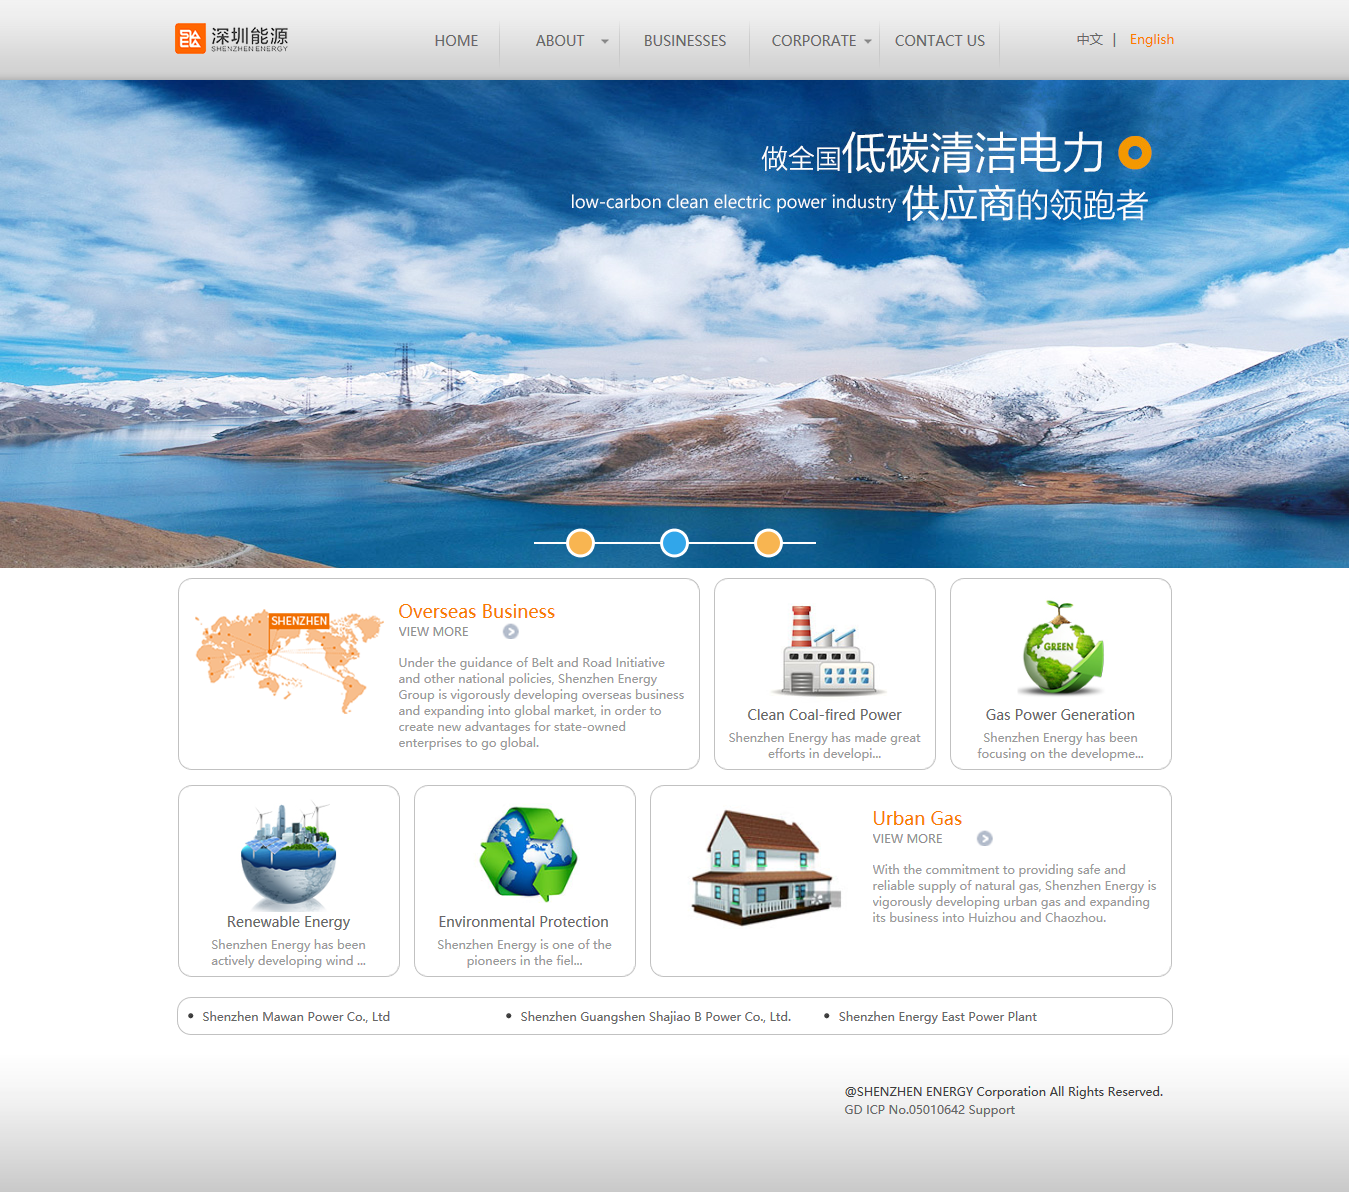 深圳能源
SHENZHEN ENERGY
HOME
ABOUT
BUSINESSES
CORPORATE
CONTACT US
中文 | English
做全国低碳清洁电力
low-carbon clean electric power industry 供应商的领跑者
SHENZHEN
Overseas Business
VIEW MORE
Under the guidance of Belt and Road Initiative
and other national policies, Shenzhen Energy
Group is vigorously developing overseas business
and expanding into global market, in order to
create new advantages for state-owned
enterprises to go global.
Clean Coal-fired Power
Shenzhen Energy has made great
efforts in developi...
GREEN
Gas Power Generation
Shenzhen Energy has been
focusing on the developme...
Renewable Energy
Shenzhen Energy has been
actively developing wind ...
Environmental Protection
Shenzhen Energy is one of the
pioneers in the fiel...
Urban Gas
VIEW MORE
With the commitment to providing safe and
reliable supply of natural gas, Shenzhen Energy is
vigorously developing urban gas and expanding
its business into Huizhou and Chaozhou.
• Shenzhen Mawan Power Co., Ltd
• Shenzhen Guangshen Shajiao B Power Co., Ltd.
• Shenzhen Energy East Power Plant
@SHENZHEN ENERGY Corporation All Rights Reserved.
GD ICP No.05010642 Support